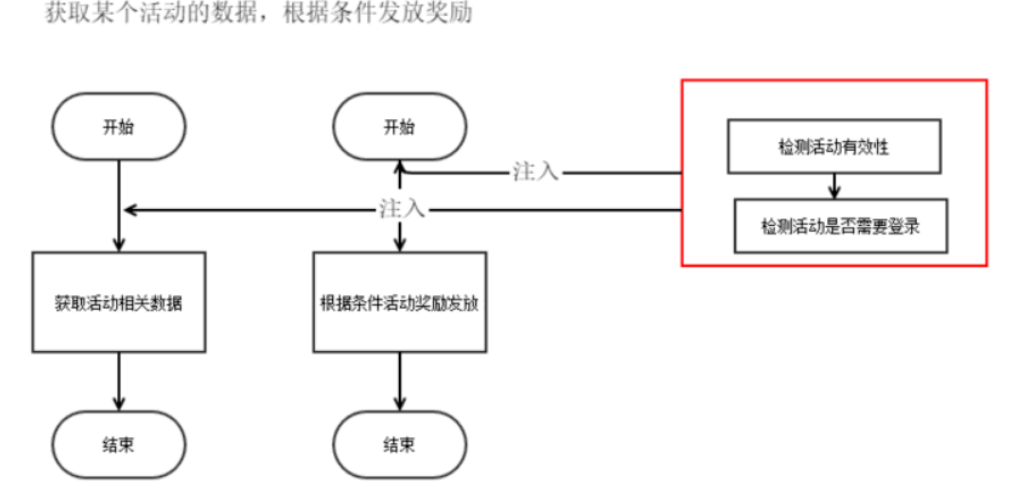 获取某个活动的数据，根据条件发放奖励
开始
开始
检测活动有效性
注入
注入
检测活动是否需要登录
获取活动相关数据
根据条件活动奖励发放
结束
结束